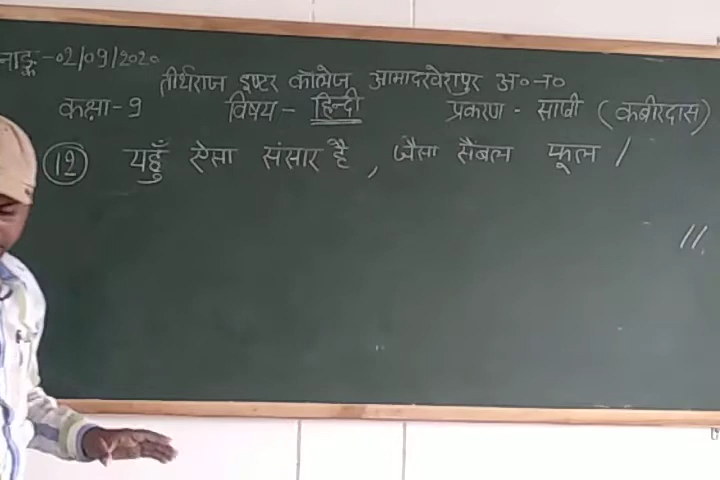 नाङ्क -02/09/2020
तीर्थराज इण्टर कॉलेज आमादरवेशपुर अ०न०
कक्षा-9 विषय- हिन्दी प्रकरण - साखी (कबीरदास)
(12) यहुँ ऐसा संसार है, जैसा सैंबल फूल /
//